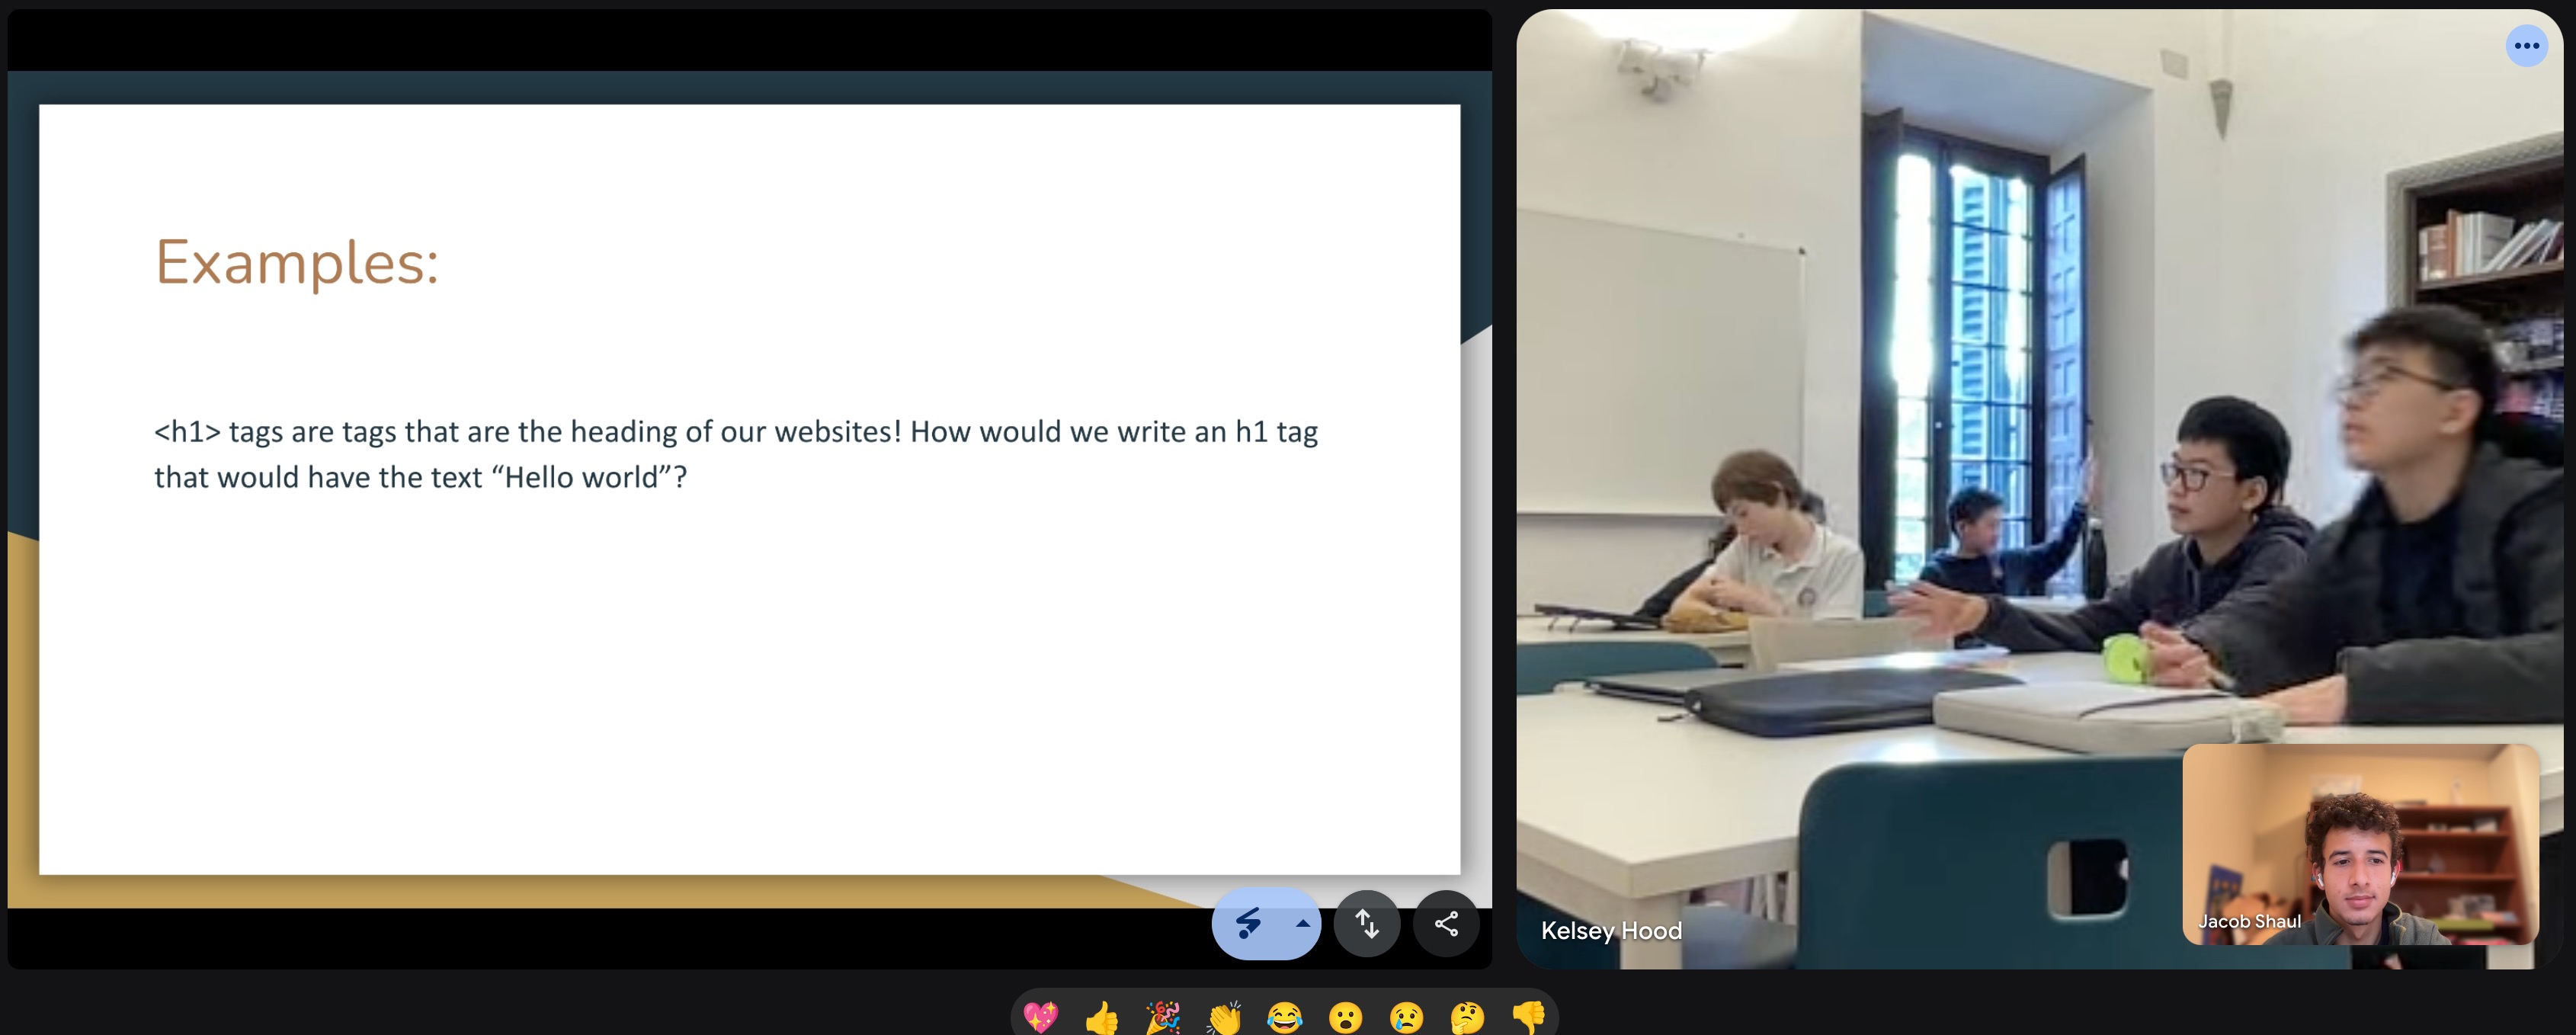 Examples:
<h1> tags are tags that are the heading of our websites! How would we write an h1 tag
that would have the text “Hello world”?
Kelsey Hood
Jacob Shaul